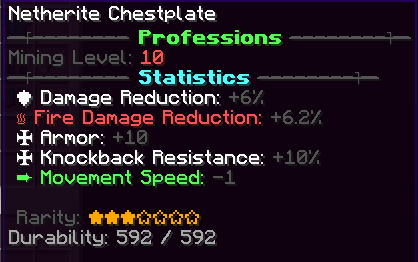 Netherite Chestplate
Professions
Mining Level: 10
Statistics
Damage Reduction: +6%
Fire Damage Reduction: +6.2%
Armor: +10
Knockback Resistance: +10%
Movement Speed: -1
Rarity: ★★★☆☆☆☆
Durability: 592 / 592